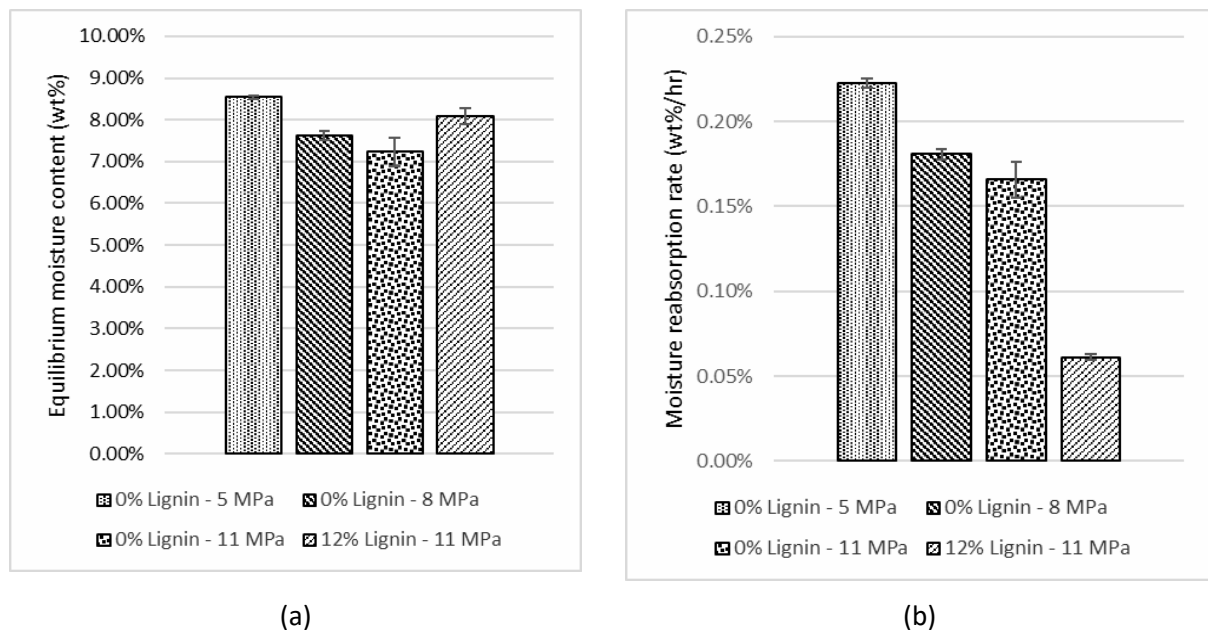 Equilibrium moisture content (wt%)
10.00%
9.00%
8.00%
7.00%
6.00%
5.00%
4.00%
3.00%
2.00%
1.00%
0.00%
0% Lignin - 5 MPa 0% Lignin - 8 MPa
0% Lignin - 11 MPa 12% Lignin - 11 MPa
(a)
Moisture reabsorption rate (wt%/hr)
0.25%
0.20%
0.15%
0.10%
0.05%
0.00%
0% Lignin - 5 MPa 0% Lignin - 8 MPa
0% Lignin - 11 MPa 12% Lignin - 11 MPa
(b)